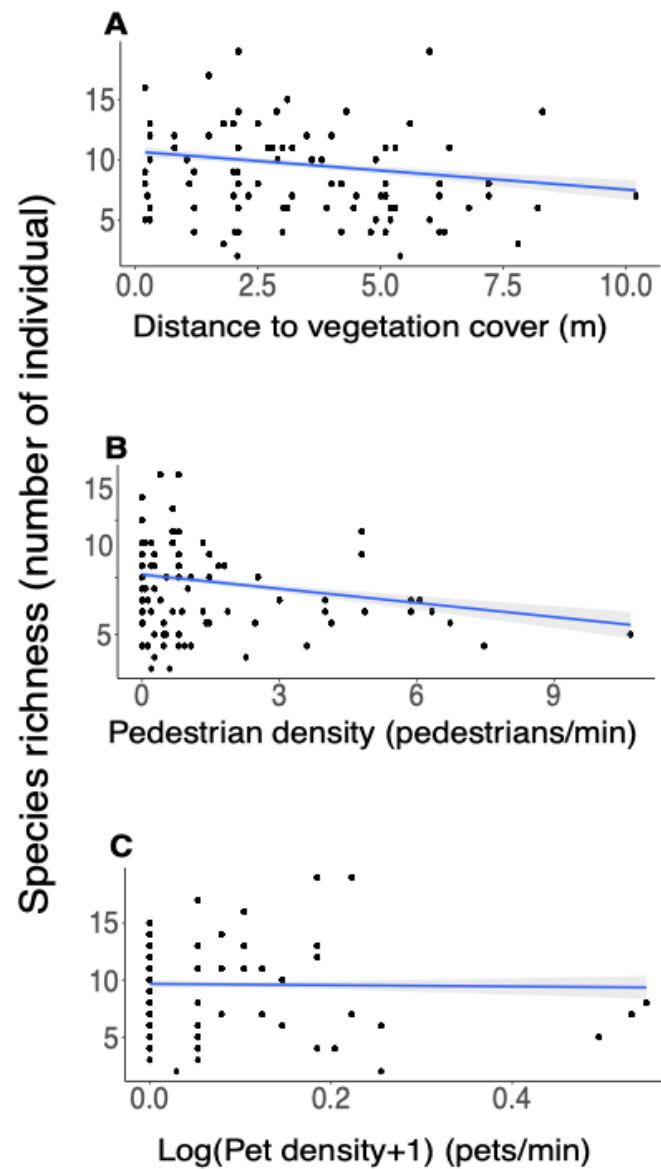 Species richness (number of individual)
A
15
10
5
0.0 2.5 5.0 7.5 10.0
Distance to vegetation cover (m)
B
15
10
5
0 3 6 9
Pedestrian density (pedestrians/min)
C
15
10
5
0.0 0.2 0.4
Log(Pet density+1) (pets/min)